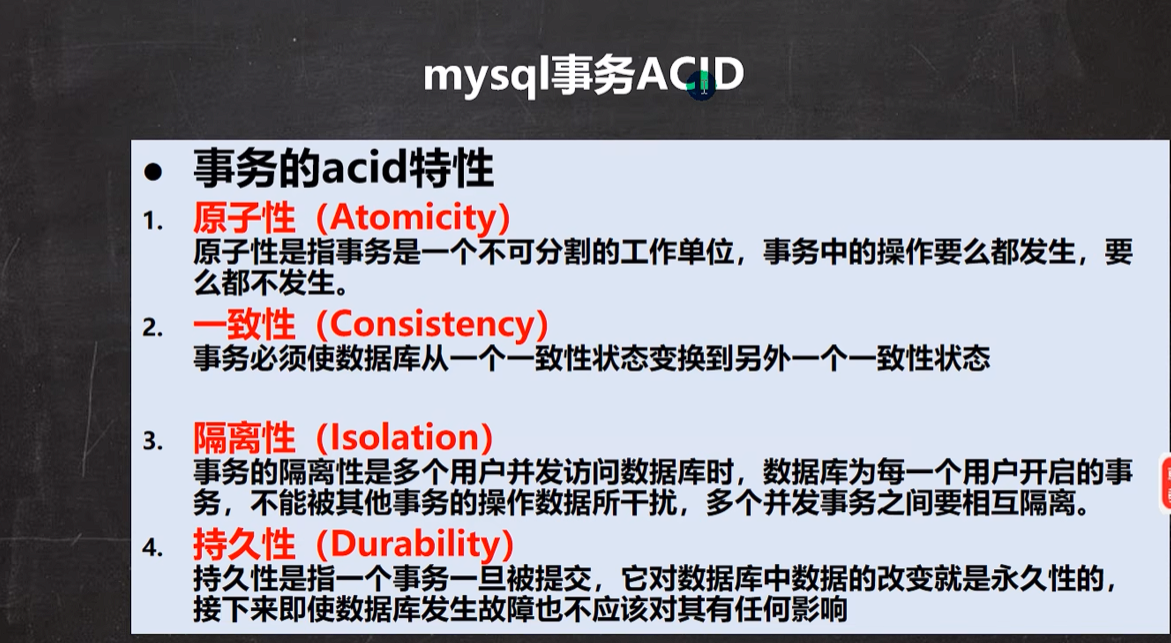 mysql事务ACID
● 事务的acid特性
1. 原子性（Atomicity）
原子性是指事务是一个不可分割的工作单位，事务中的操作要么都发生，要
么都不发生。
2. 一致性（Consistency）
事务必须使数据库从一个一致性状态变换到另外一个一致性状态
3. 隔离性（Isolation）
事务的隔离性是多个用户并发访问数据库时，数据库为每一个用户开启的事
务，不能被其他事务的操作数据所干扰，多个并发事务之间要相互隔离。
4. 持久性（Durability）
持久性是指一个事务一旦被提交，它对数据库中数据的改变就是永久性的，
接下来即使数据库发生故障也不应该对其有任何影响